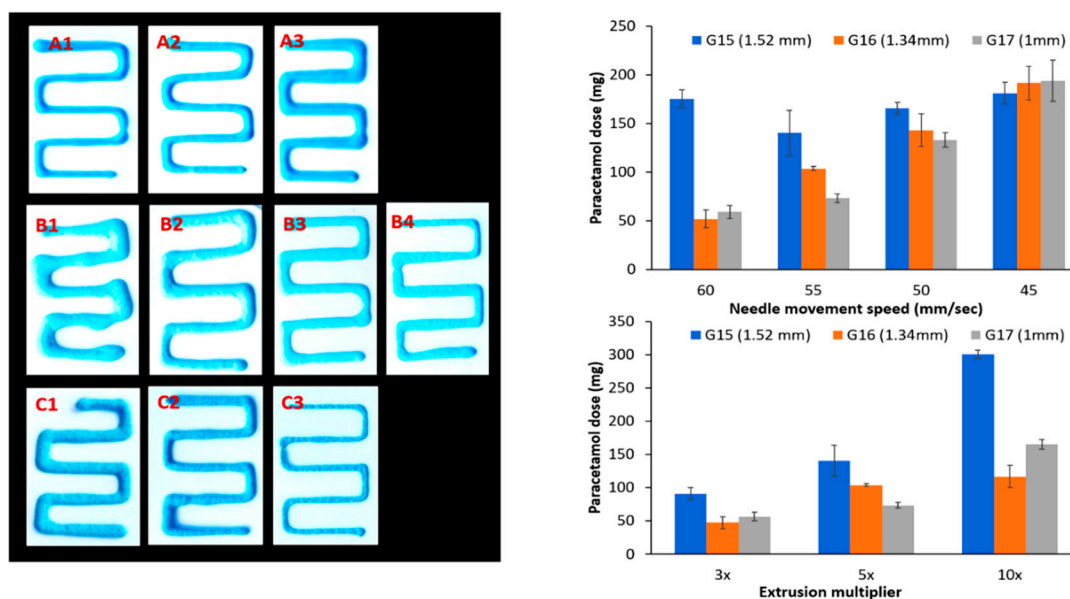 A1 A2 A3
B1 B2 B3 B4
C1 C2 C3
250
G15 (1.52 mm) G16 (1.34mm) G17 (1mm)
200
150
100
50
0
Paracetamol dose (mg)
60 55 50 45
Needle movement speed (mm/sec)
350
G15 (1.52 mm) G16 (1.34mm) G17 (1mm)
300
250
200
150
100
50
0
Paracetamol dose (mg)
3x 5x 10x
Extrusion multiplier